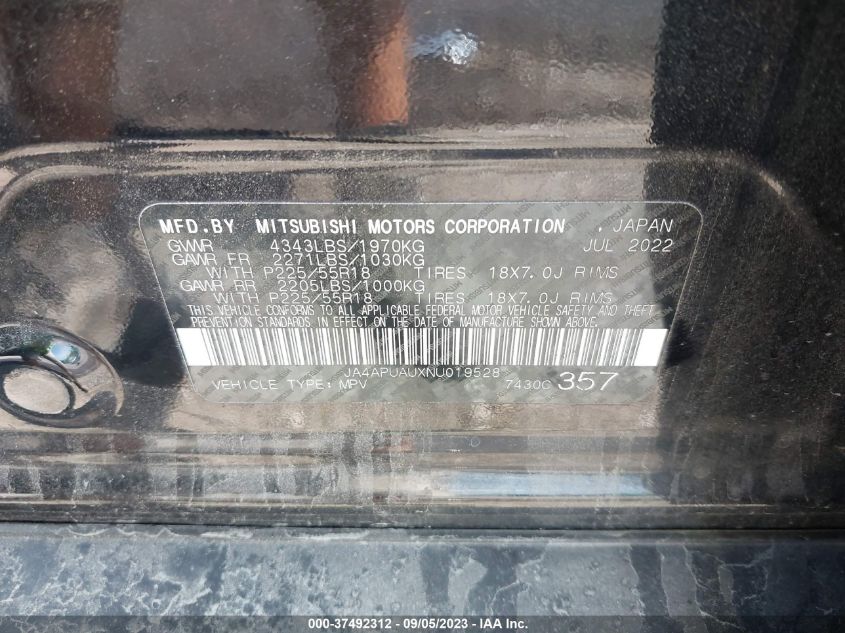 MFD.BY MITSUBISHI MOTORS CORPORATION . JAPAN
GVWR 4343LBS/1970KG JUL 2022
GAWR FR 2271LBS/1030KG
WITH P225/55R18 TIRES 18X7.0J RIMS
GAWR RR 2205LBS/1000KG
WITH P225/55R18 TIRES 18X7.0J RIMS
THIS VEHICLE CONFORMS TO ALL APPLICABLE FEDERAL MOTOR VEHICLE SAFETY AND THEFT
PREVENTION STANDARDS IN EFFECT ON THE DATE OF MANUFACTURE SHOWN ABOVE.
JA4APUAUXNU019528
VEHICLE TYPE:MPV 7430G 357
000-37492312 - 09/05/2023 - © IAA Inc.